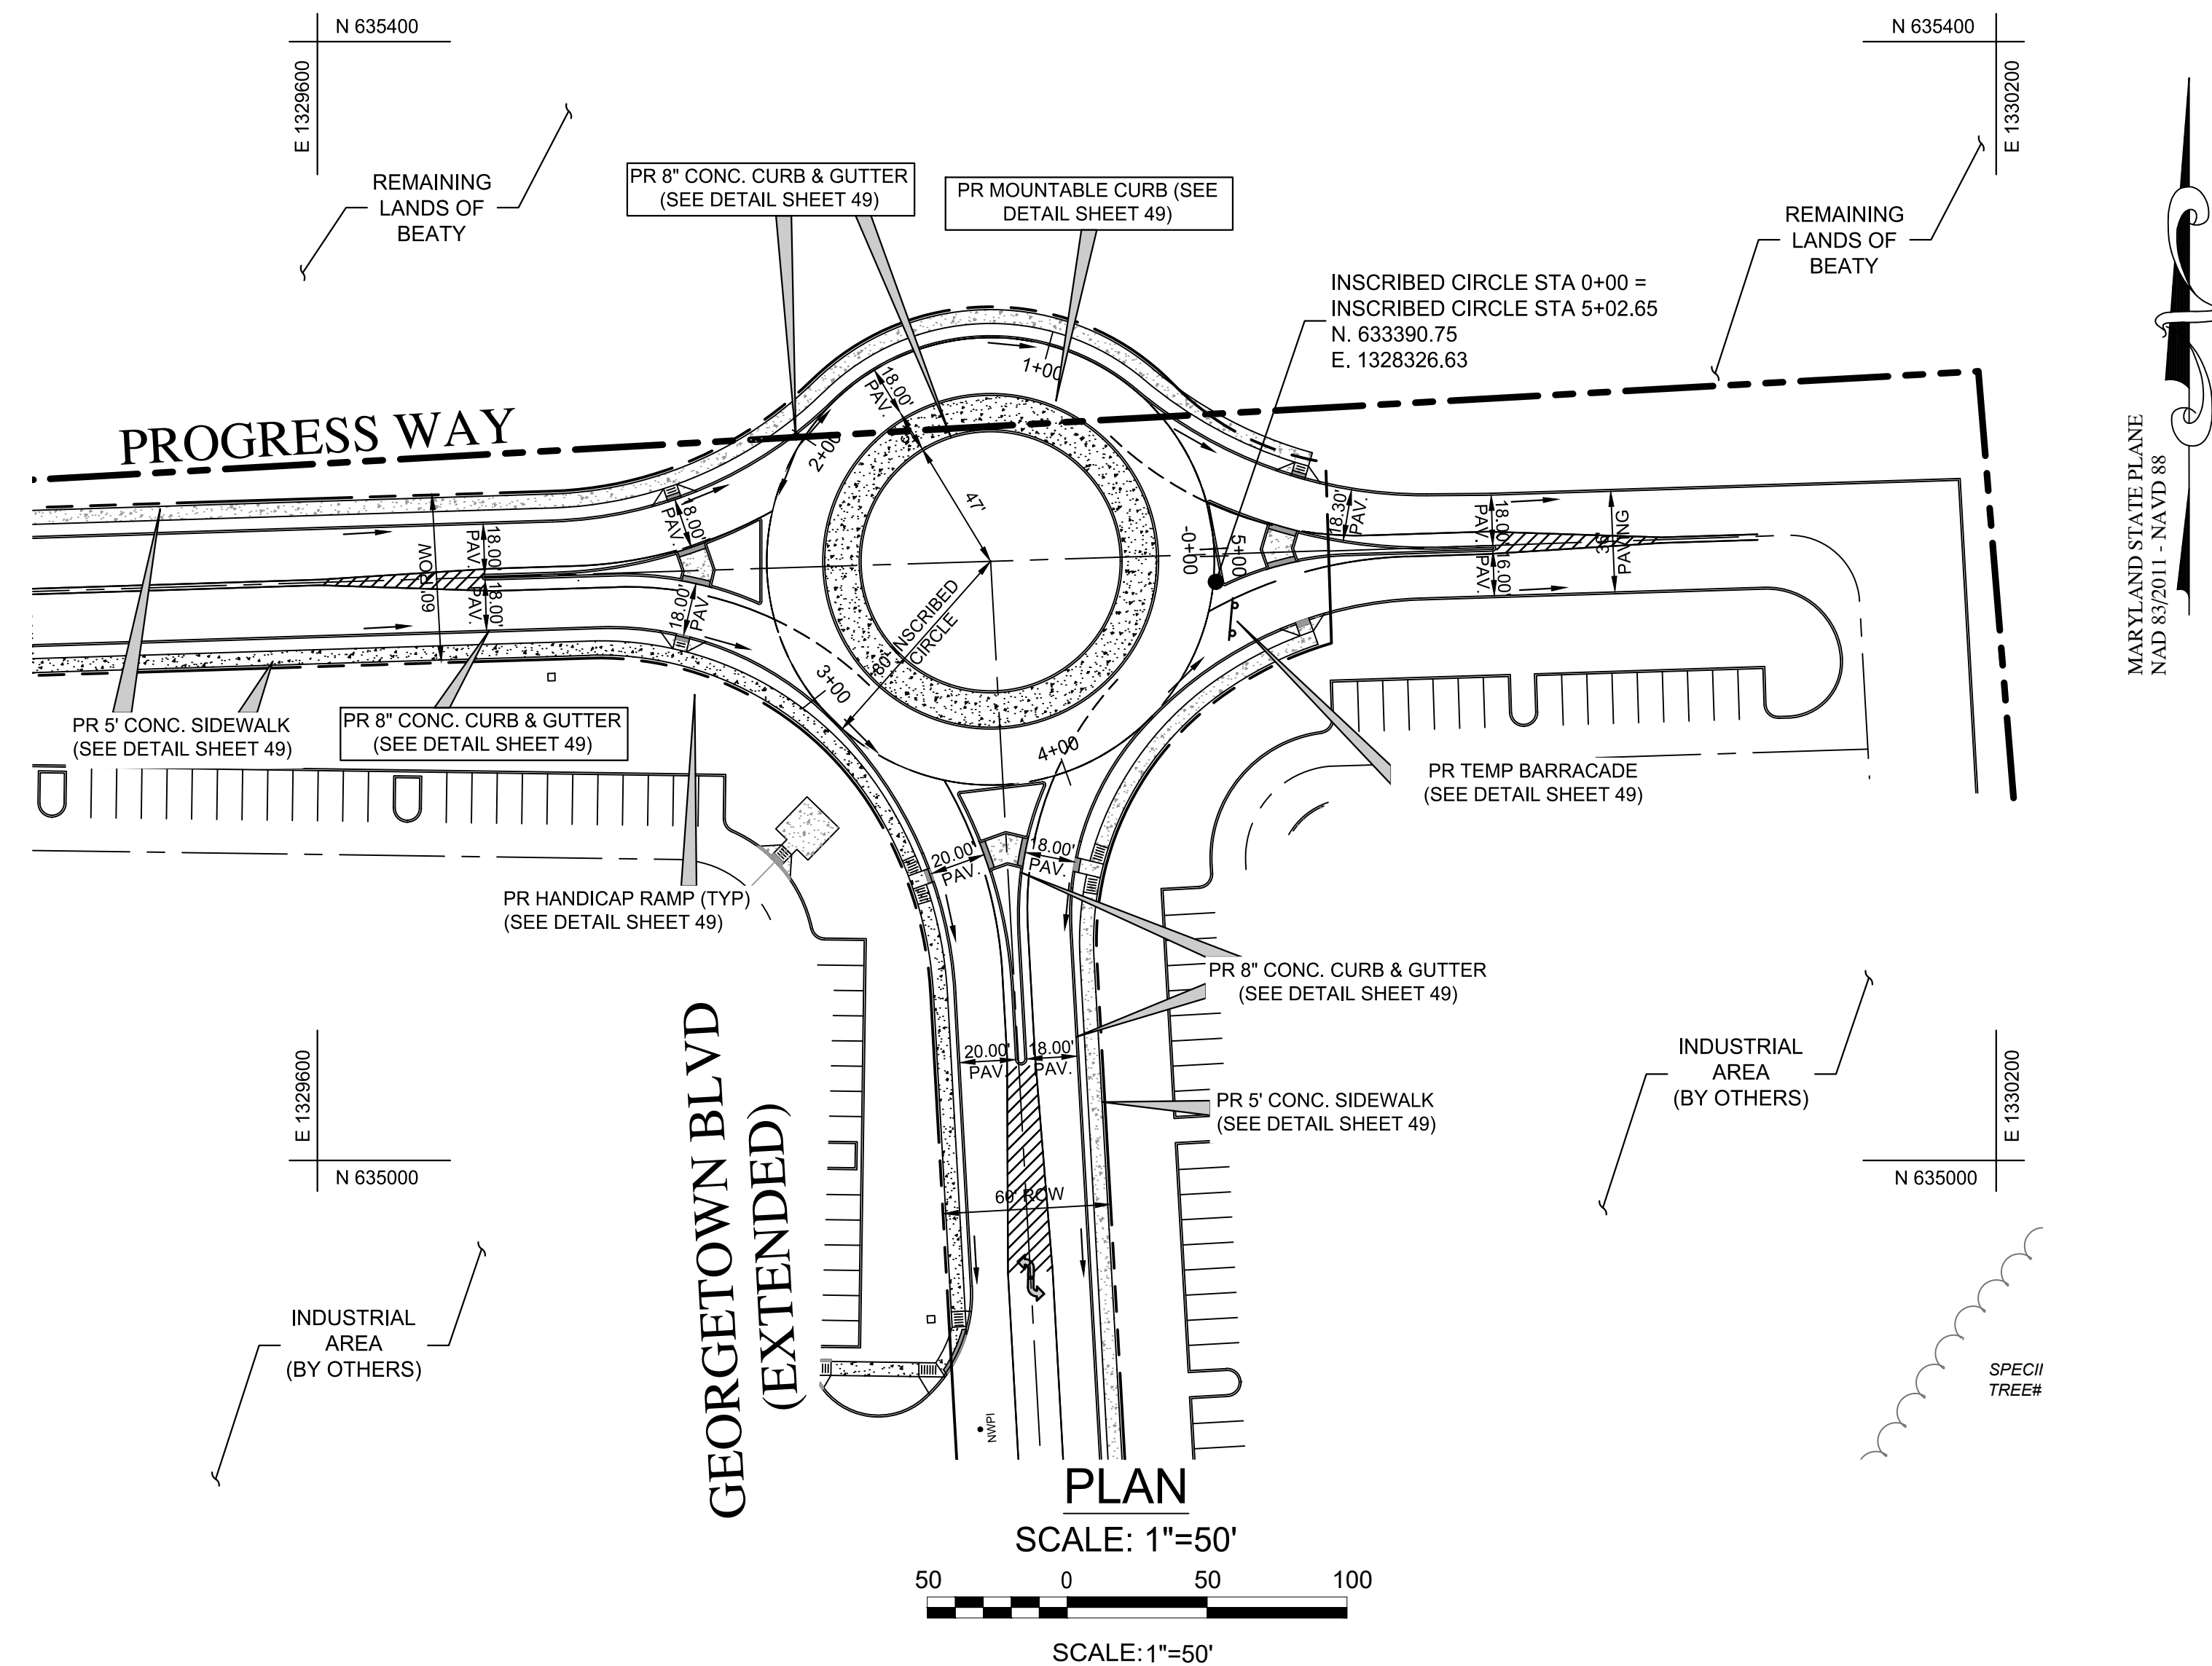 N 635400
E 1329600
N 635400
E 1330200
REMAINING
LANDS OF
BEATY
PR 8" CONC. CURB & GUTTER
(SEE DETAIL SHEET 49)
PR MOUNTABLE CURB (SEE
DETAIL SHEET 49)
REMAINING
LANDS OF
BEATY
INSCRIBED CIRCLE STA 0+00 =
INSCRIBED CIRCLE STA 5+02.65
N. 633390.75
E. 1328326.63
MARYLAND STATE PLANE
NAD 83/2011 - NAVD 88
PROGRESS WAY
1+00
18.00'
PAV
2+00
47'
18.00'
PAV.
60' ROW
18.00'
PAV.
18.00'
PAV.
18.00'
PAV
-0+00
5+00
18.30'
PAV.
18.00'
PAV.
16.00'
PAV.
PAVING
80' INSCRIBED
CIRCLE
3+00
4+00
PR 5' CONC. SIDEWALK
(SEE DETAIL SHEET 49)
PR 8" CONC. CURB & GUTTER
(SEE DETAIL SHEET 49)
PR TEMP BARRACADE
(SEE DETAIL SHEET 49)
20.00'
PAV.
18.00'
PAV.
PR HANDICAP RAMP (TYP)
(SEE DETAIL SHEET 49)
PR 8" CONC. CURB & GUTTER
(SEE DETAIL SHEET 49)
20.00'
PAV.
18.00'
PAV.
PR 5' CONC. SIDEWALK
(SEE DETAIL SHEET 49)
INDUSTRIAL
AREA
(BY OTHERS)
E 1329600
N 635000
E 1330200
N 635000
GEORGETOWN BLVD
(EXTENDED)
60' ROW
INDUSTRIAL
AREA
(BY OTHERS)
SPECII
TREE#
NWPI
PLAN
SCALE: 1"=50'
50 0 50 100
SCALE:1"=50'